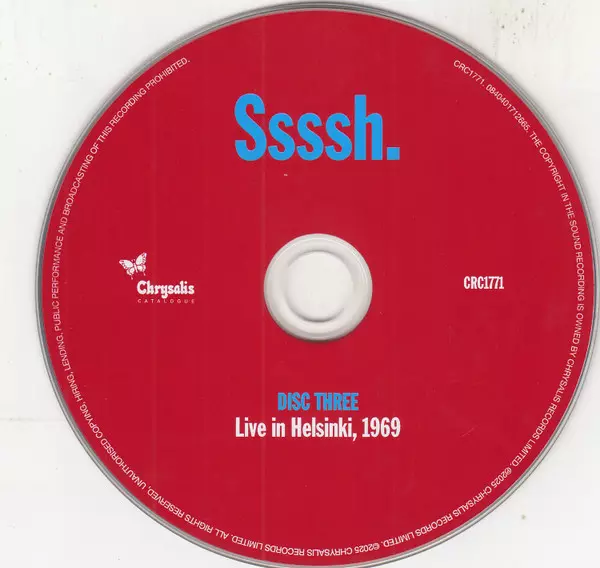 Ssssh.
Chrysalis
CATALOGUE
CRC1771
DISC THREE
Live in Helsinki, 1969
CRC1771. 0840401712665. THE COPYRIGHT IN THE SOUND RECORDING IS OWNED BY CHRYSALIS RECORDS LIMITED. ©2025 CHRYSALIS RECORDS LIMITED. ℗2025 CHRYSALIS RECORDS LIMITED. ALL RIGHTS RESERVED. UNAUTHORISED COPYING, HIRING, LENDING, PUBLIC PERFORMANCE AND BROADCASTING OF THIS RECORDING PROHIBITED.